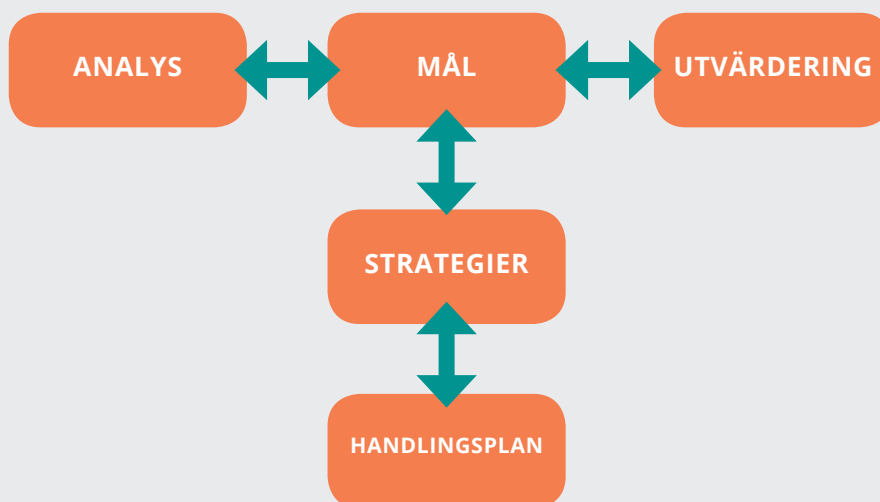 ANALYS
MÅL
UTVÄRDERING
STRATEGIER
HANDLINGSPLAN